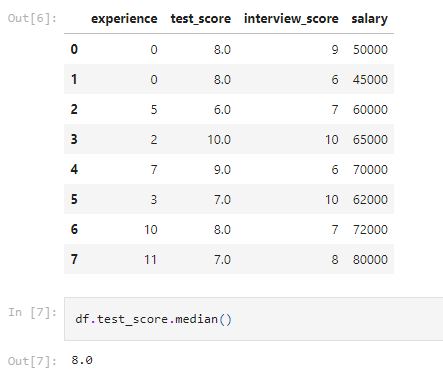 Out[6]:
experience test_score interview_score salary
0 0 8.0 9 50000
1 0 8.0 6 45000
2 5 6.0 7 60000
3 2 10.0 10 65000
4 7 9.0 6 70000
5 3 7.0 10 62000
6 10 8.0 7 72000
7 11 7.0 8 80000
In [7]: df.test_score.median()
Out[7]: 8.0